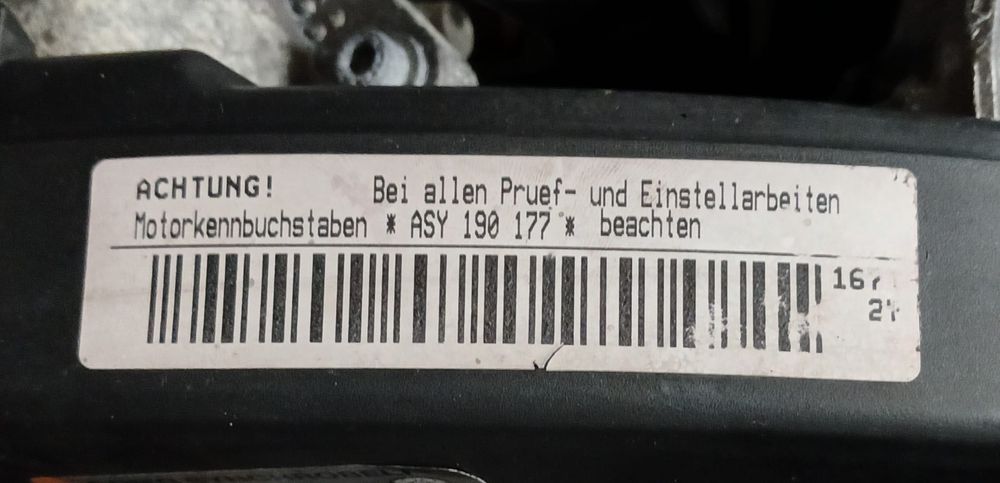 ACHTUNG! Bei allen Pruef- und Einstellarbeiten
Motorkennbuchstaben * ASY 190 177 * beachten